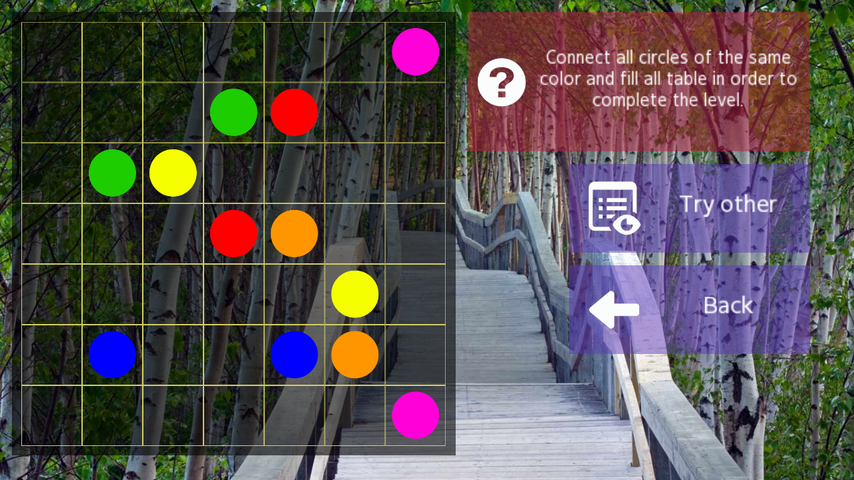 ?
Connect all circles of the same
color and fill all table in order to
complete the level.
Try other
Back